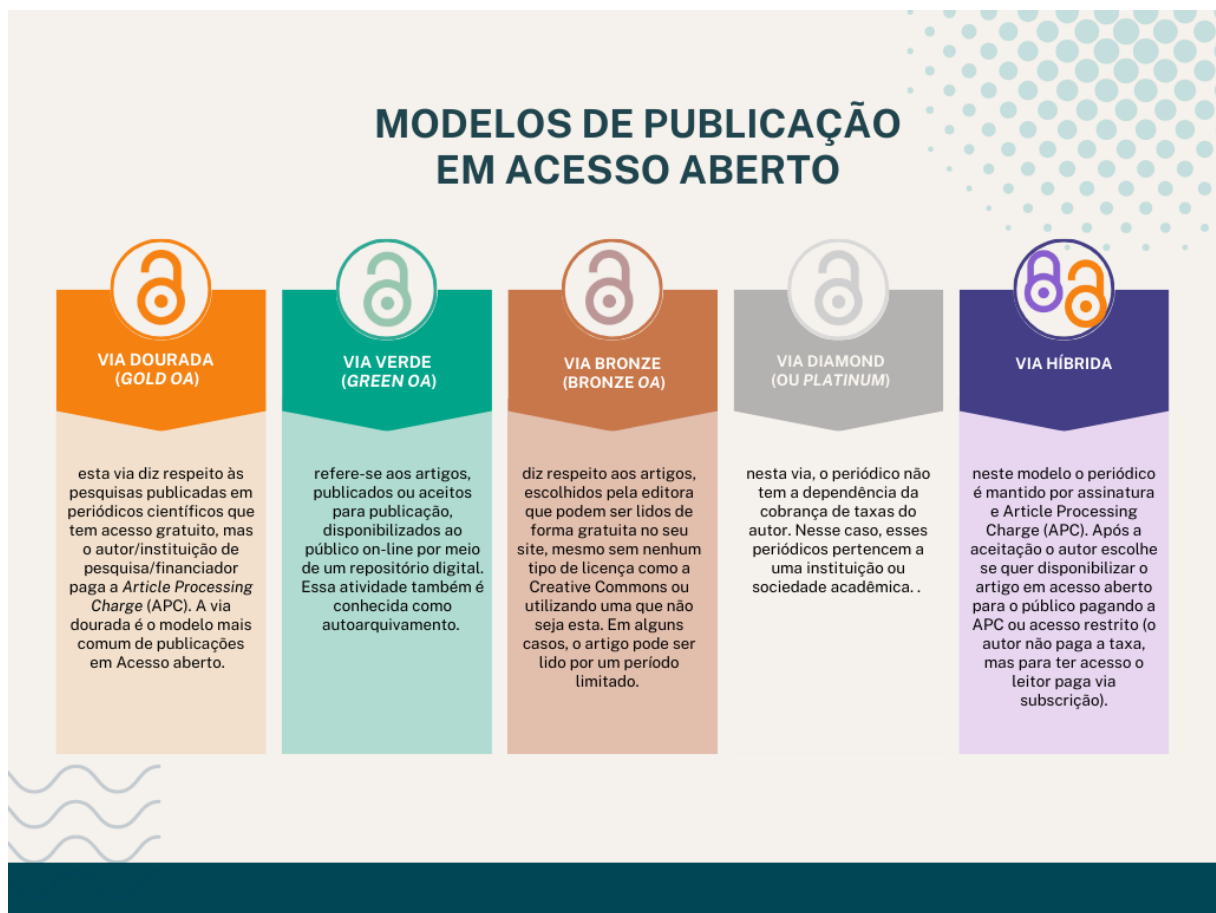 MODELOS DE PUBLICAÇÃO
EM ACESSO ABERTO
VIA DOURADA
(GOLD OA)
esta via diz respeito às
pesquisas publicadas em
periódicos científicos que
tem acesso gratuito, mas
o autor/instituição de
pesquisa/financiador
paga a Article Processing
Charge (APC). A via
dourada é o modelo mais
comum de publicações
em Acesso aberto.
VIA VERDE
(GREEN OA)
refere-se aos artigos,
publicados ou aceitos
para publicação,
disponibilizados ao
público on-line por meio
de um repositório digital.
Essa atividade também é
conhecida como
autoarquivamento.
VIA BRONZE
(BRONZE OA)
diz respeito aos artigos,
escolhidos pela editora
que podem ser lidos de
forma gratuita no seu
site, mesmo sem nenhum
tipo de licença como a
Creative Commons ou
utilizando uma que não
seja esta. Em alguns
casos, o artigo pode ser
lido por um período
limitado.
VIA DIAMOND
(OU PLATINUM)
nesta via, o periódico não
tem a dependência da
cobrança de taxas do
autor. Nesse caso, esses
periódicos pertencem a
uma instituição ou
sociedade acadêmica. .
VIA HÍBRIDA
neste modelo o periódico
é mantido por assinatura
e Article Processing
Charge (APC). Após a
aceitação o autor escolhe
se quer disponibilizar o
artigo em acesso aberto
para o público pagando a
APC ou acesso restrito (o
autor não paga a taxa,
mas para ter acesso o
leitor paga via
subscrição).